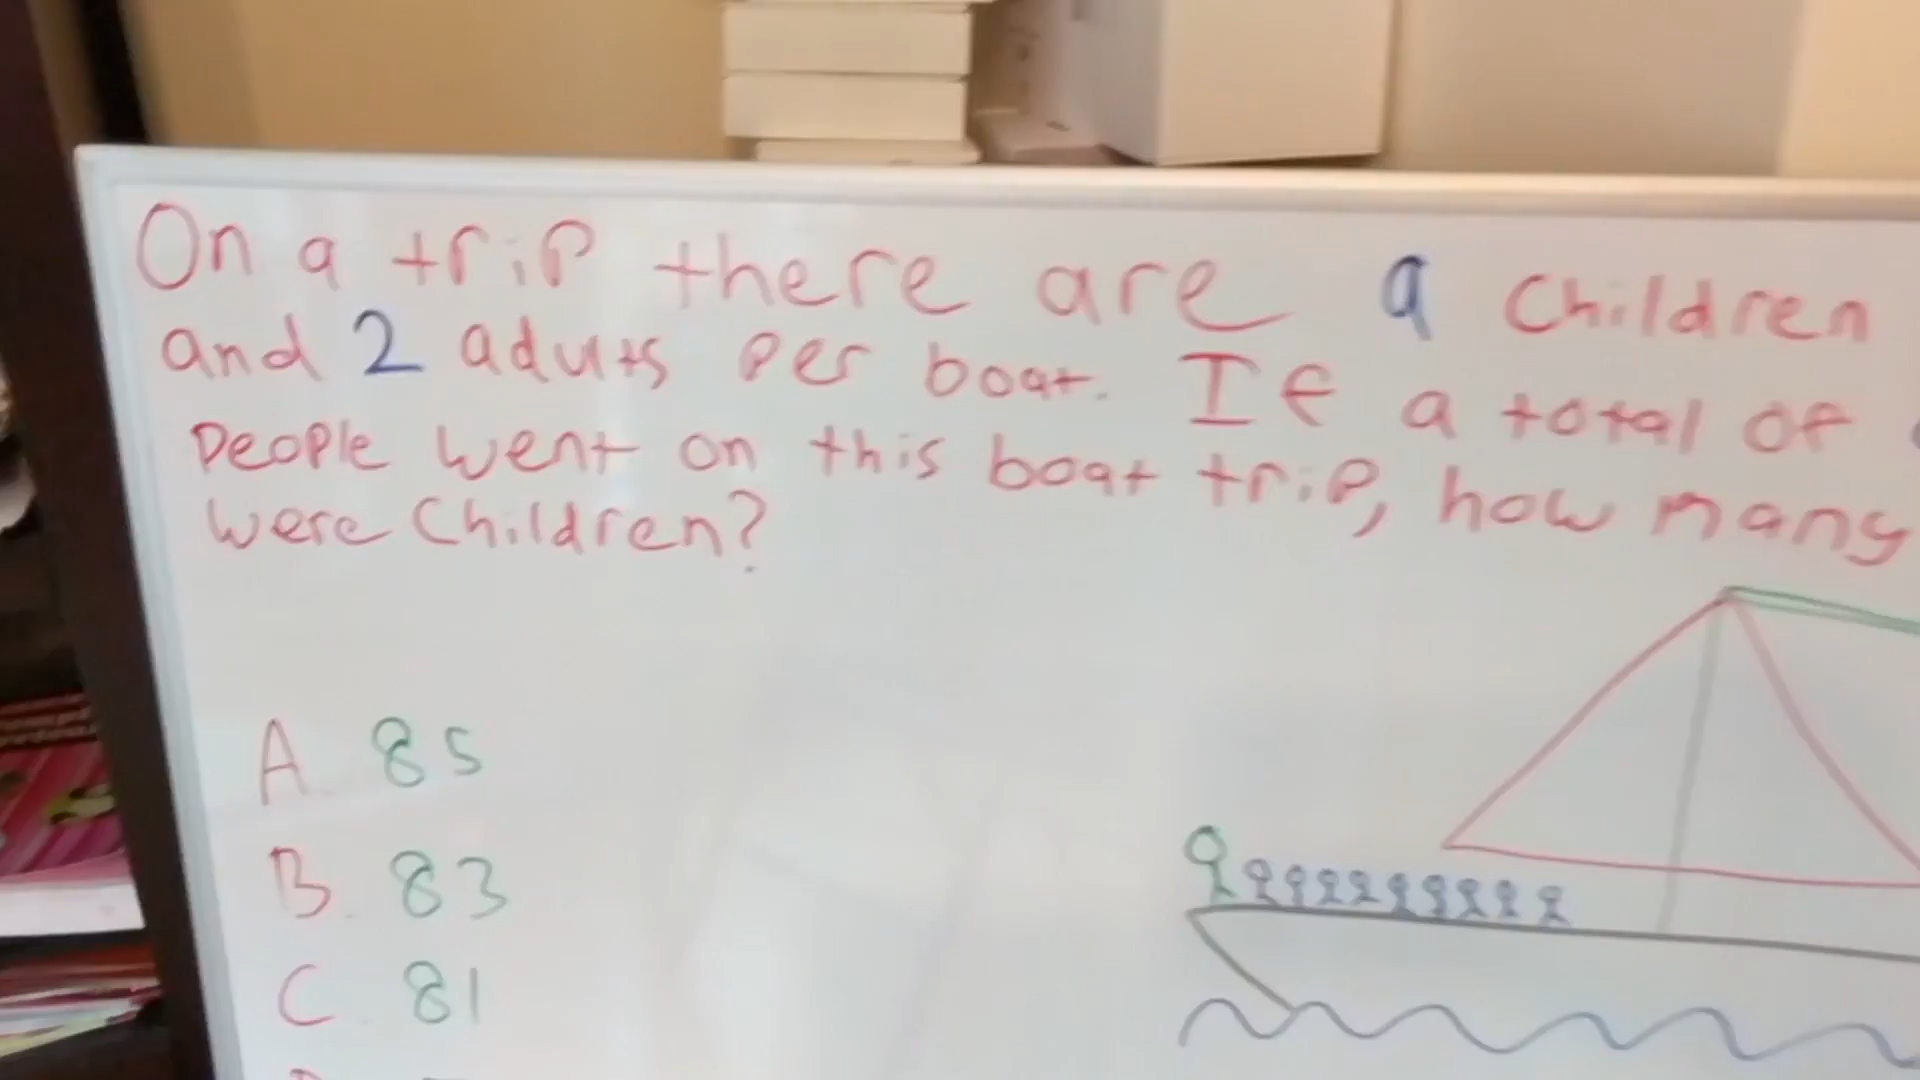 On a trip there are 9 children
and 2 aduts per boat. If a total of
People went on this boat trip, how many
were Children?
A. 85
B. 83
C. 81